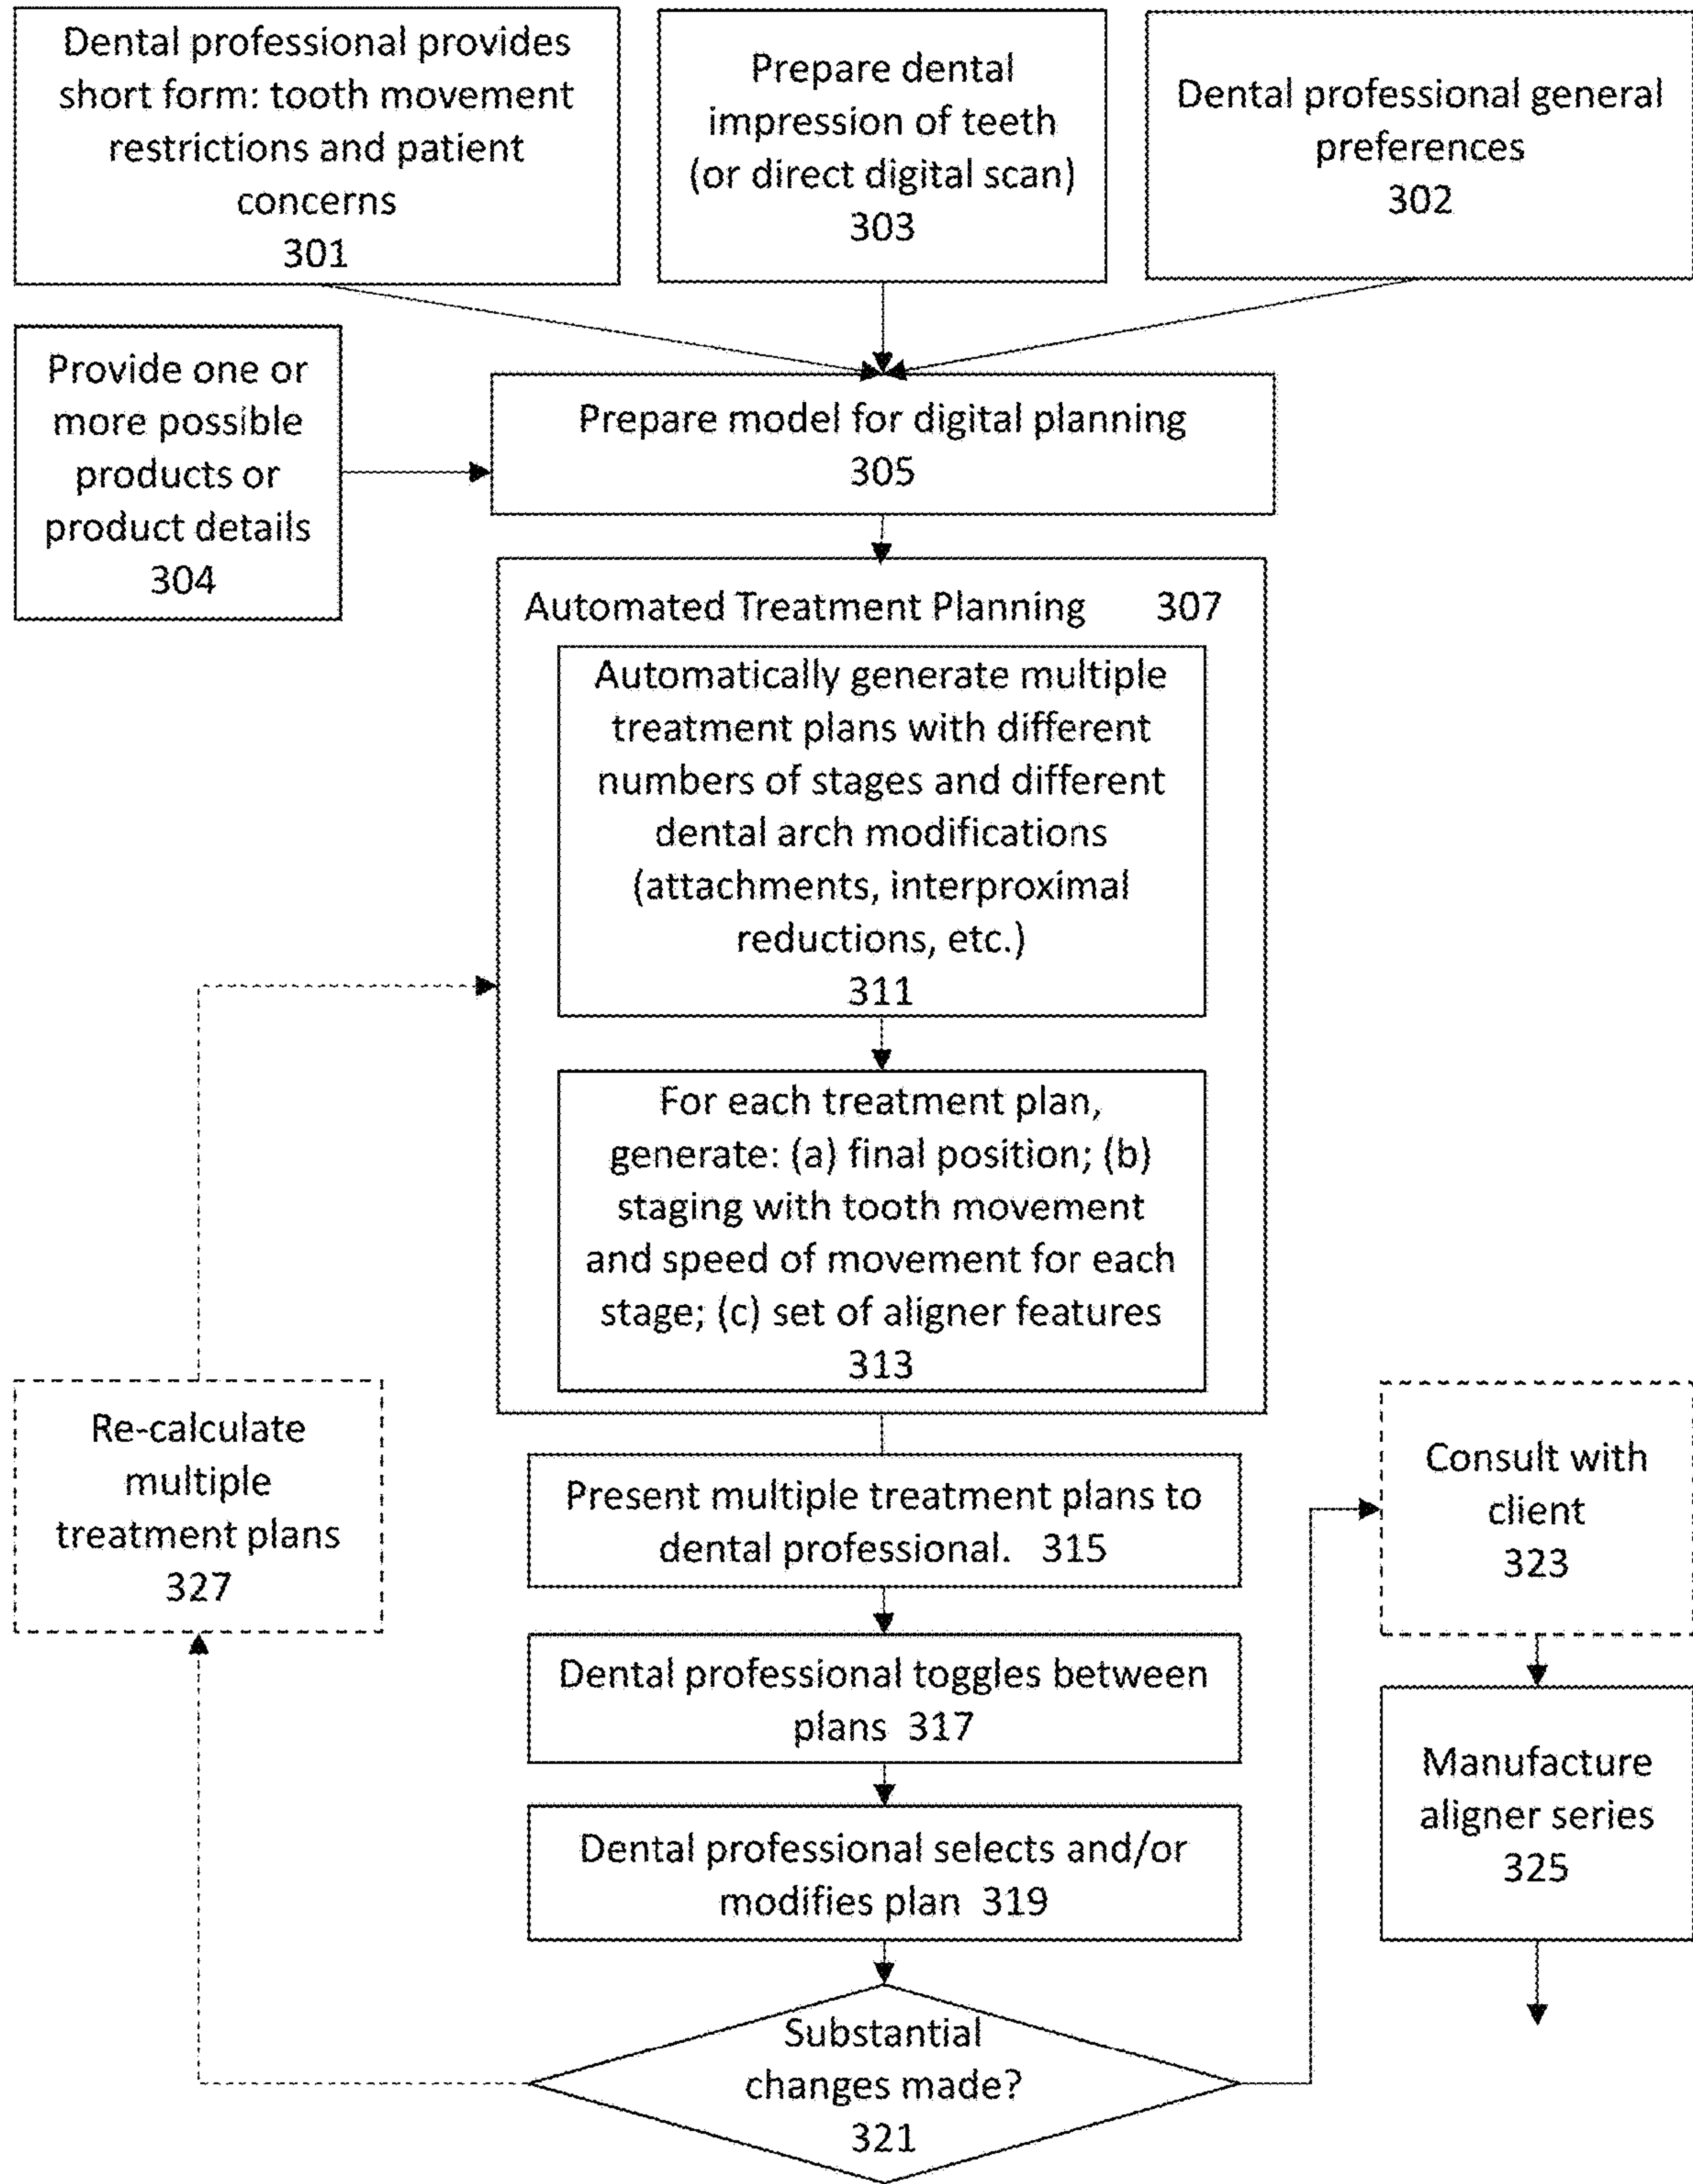 Dental professional provides
short form: tooth movement
restrictions and patient
concerns
301
Prepare dental
impression of teeth
(or direct digital scan)
303
Dental professional general
preferences
302
Provide one or
more possible
products or
product details
304
Prepare model for digital planning
305
Automated Treatment Planning 307
Automatically generate multiple
treatment plans with different
numbers of stages and different
dental arch modifications
(attachments, interproximal
reductions, etc.)
311
For each treatment plan,
generate: (a) final position; (b)
staging with tooth movement
and speed of movement for each
stage; (c) set of aligner features
313
Re-calculate
multiple
treatment plans
327
Present multiple treatment plans to
dental professional. 315
Dental professional toggles between
plans 317
Dental professional selects and/or
modifies plan 319
Substantial
changes made?
321
Consult with
client
323
Manufacture
aligner series
325